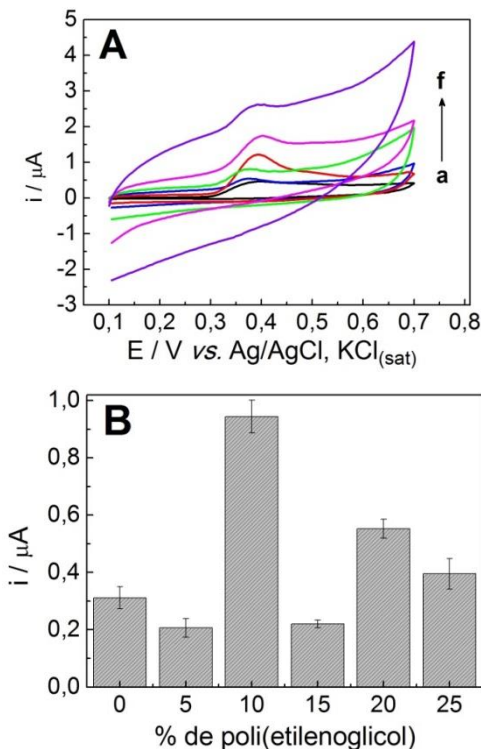 A
i / µA
5
4
3
2
1
0
-1
-2
-3
f
a
0,1 0,2 0,3 0,4 0,5 0,6 0,7 0,8
E / V vs. Ag/AgCl, KCl(sat)
B
i / µA
1,0
0,8
0,6
0,4
0,2
0,0
0 5 10 15 20 25
% de poli(etilenoglicol)